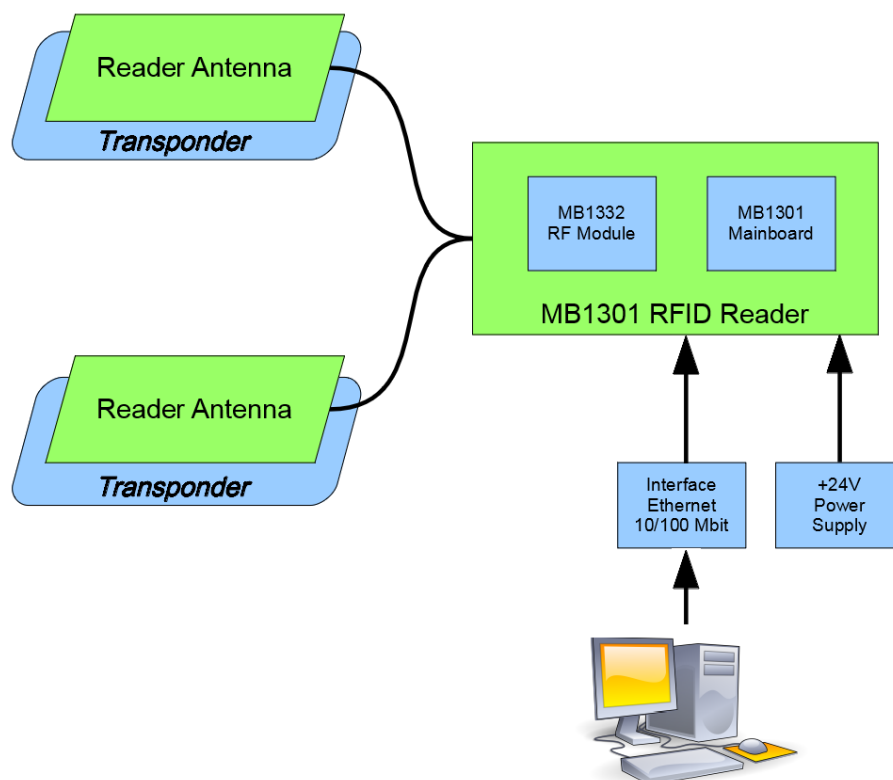 Reader Antenna
Transponder
MB1332
RF Module
MB1301
Mainboard
MB1301 RFID Reader
Reader Antenna
Transponder
Interface
Ethernet
10/100 Mbit
+24V
Power
Supply